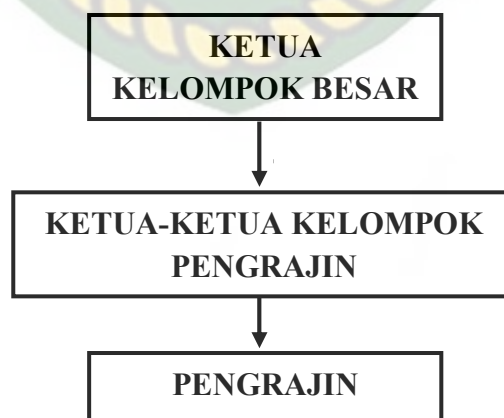 KETUA
KELOMPOK BESAR
KETUA-KETUA KELOMPOK
PENGRAJIN
PENGRAJIN